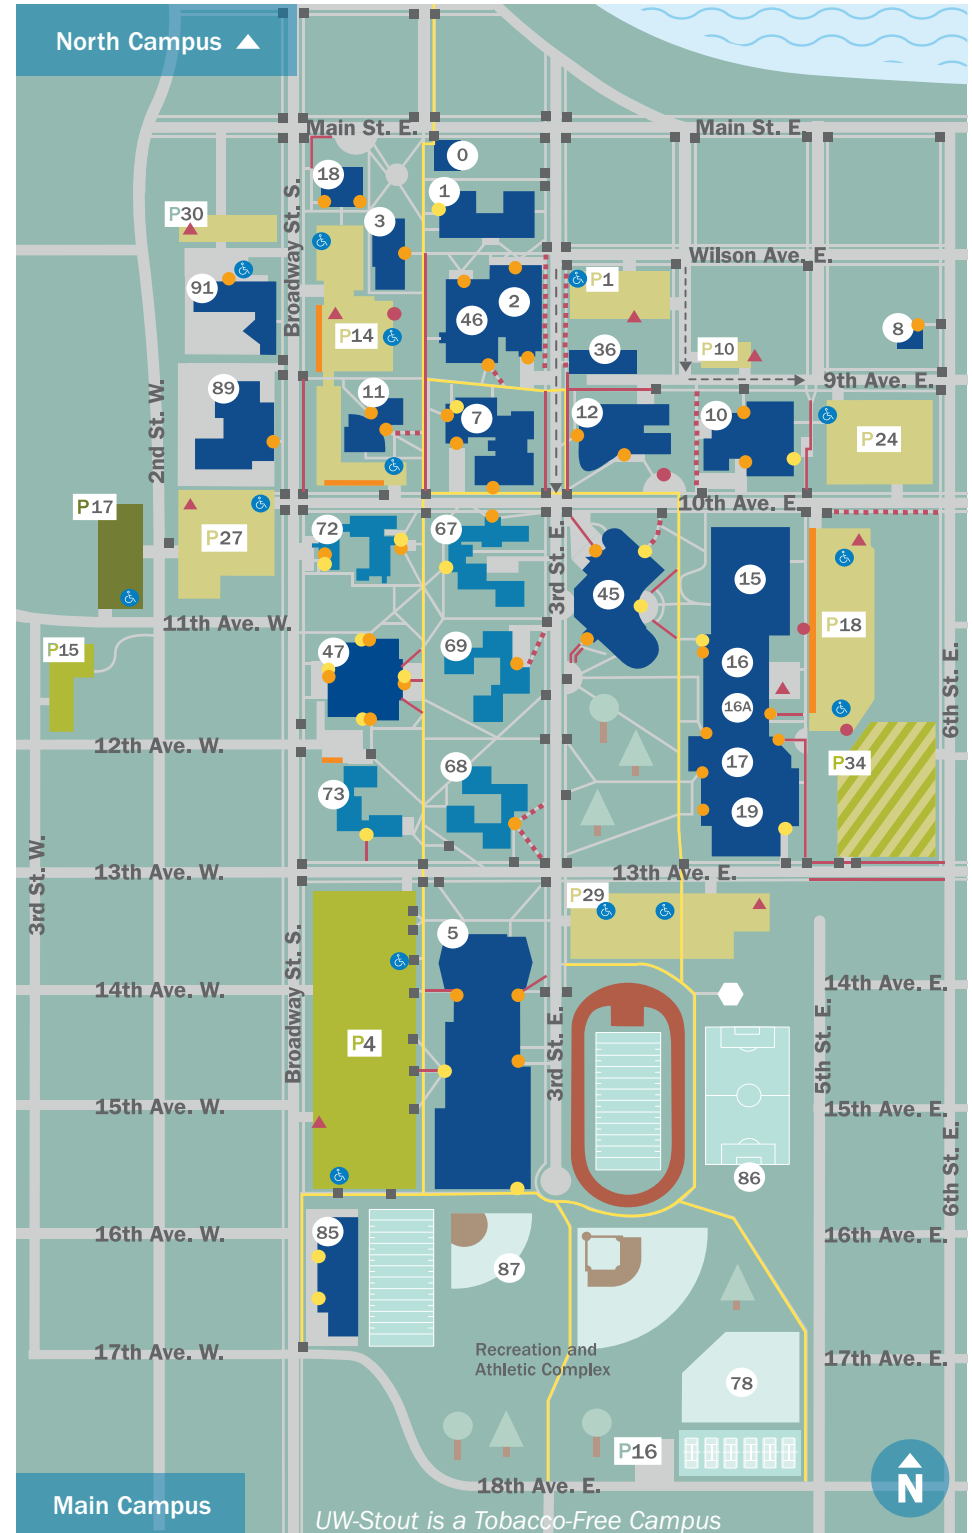 North Campus
Main St. E.
Main St. E.
0
18
1
Broadway St. S.
P30
3
Wilson Ave. E.
91
P1
2
46
P14
8
36
P10
9th Ave. E.
89
11
7
12
10
2nd St. W.
P24
P17
10th Ave. E.
P27
72
67
3rd St. E.
15
45
11th Ave. W.
P18
P15
47
69
16
6th St. E.
16A
12th Ave. W.
17
P34
73
68
19
3rd St. W.
13th Ave. W.
13th Ave. E.
P29
5
Broadway St. S.
14th Ave. W.
14th Ave. E.
3rd St. E.
5th St. E.
P4
15th Ave. W.
15th Ave. E.
6th St. E.
86
85
16th Ave. W.
16th Ave. E.
87
17th Ave. W.
Recreation and
Athletic Complex
17th Ave. E.
78
P16
18th Ave. E.
N
Main Campus
UW-Stout is a Tobacco-Free Campus